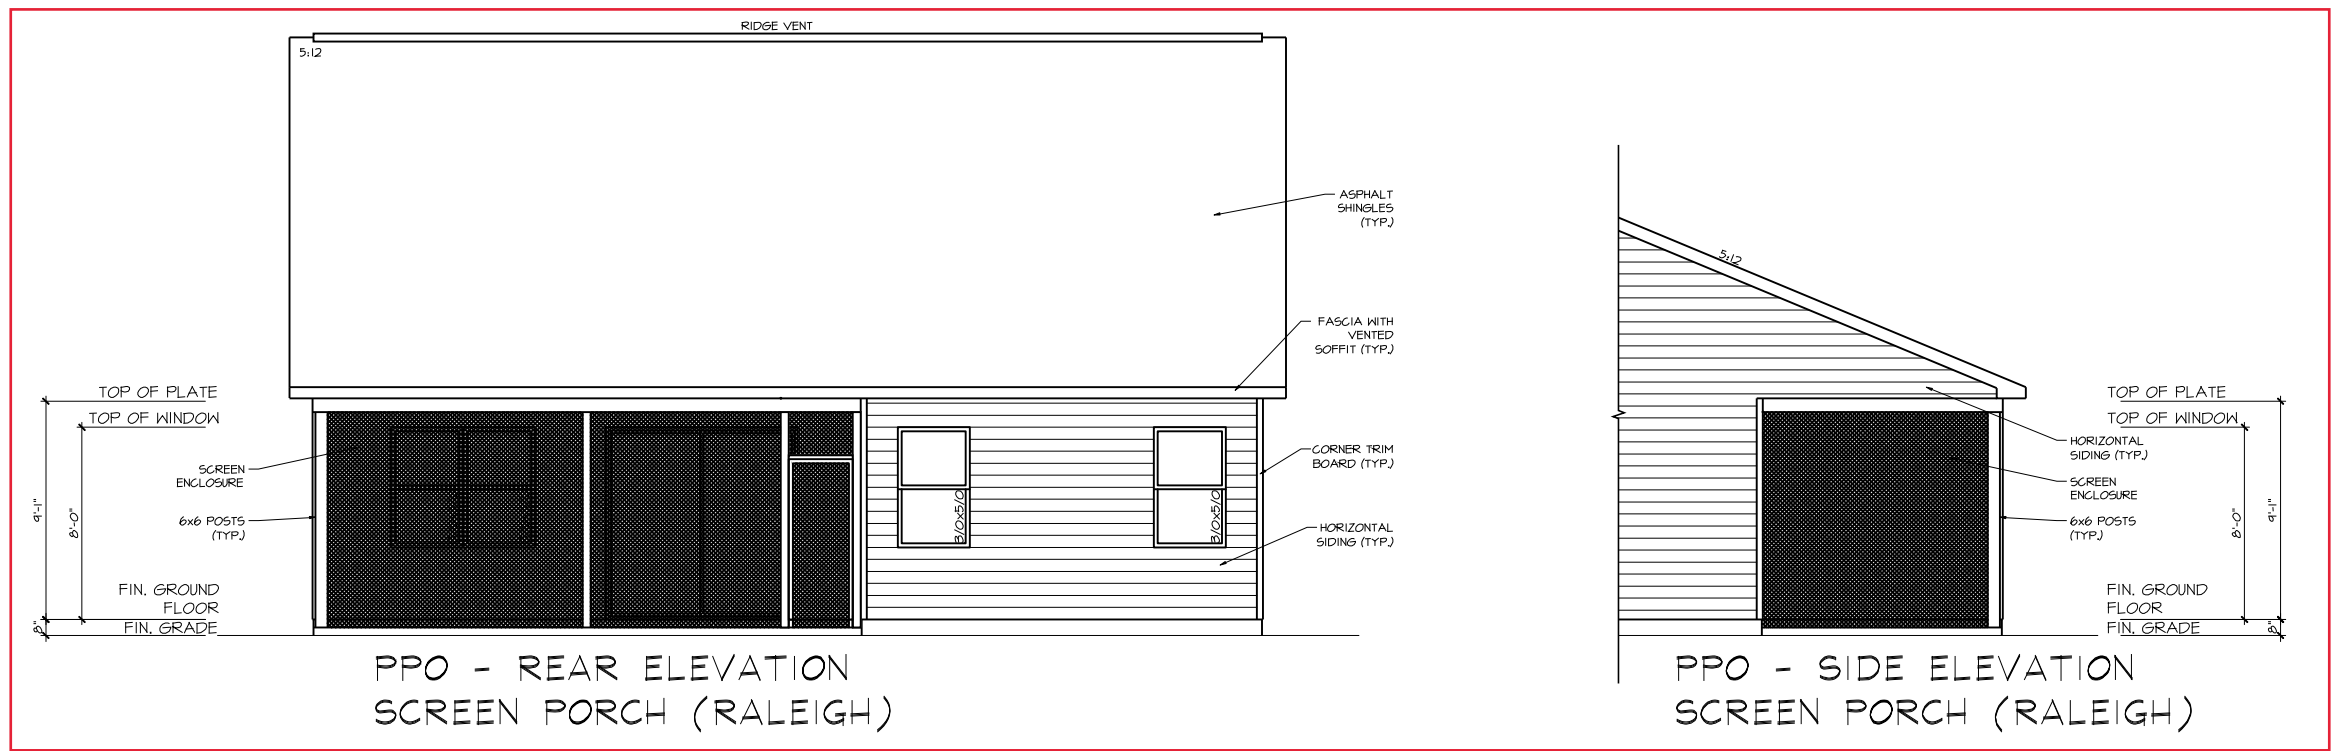 RIDGE VENT
5:12
ASPHALT
SHINGLES
(TYP.)
FASCIA WITH
VENTED
SOFFIT (TYP.)
TOP OF PLATE
TOP OF WINDOW
SCREEN
ENCLOSURE
6x6 POSTS
(TYP.)
9'-1"
8'-0"
FIN. GROUND
FLOOR
8"
FIN. GRADE
3/0x5/0
3/0x5/0
CORNER TRIM
BOARD (TYP.)
HORIZONTAL
SIDING (TYP.)
PPO - REAR ELEVATION
SCREEN PORCH (RALEIGH)
5:12
TOP OF PLATE
TOP OF WINDOW
HORIZONTAL
SIDING (TYP.)
SCREEN
ENCLOSURE
6x6 POSTS
(TYP.)
8'-0"
9'-1"
FIN. GROUND
FLOOR
FIN. GRADE
8"
PPO - SIDE ELEVATION
SCREEN PORCH (RALEIGH)